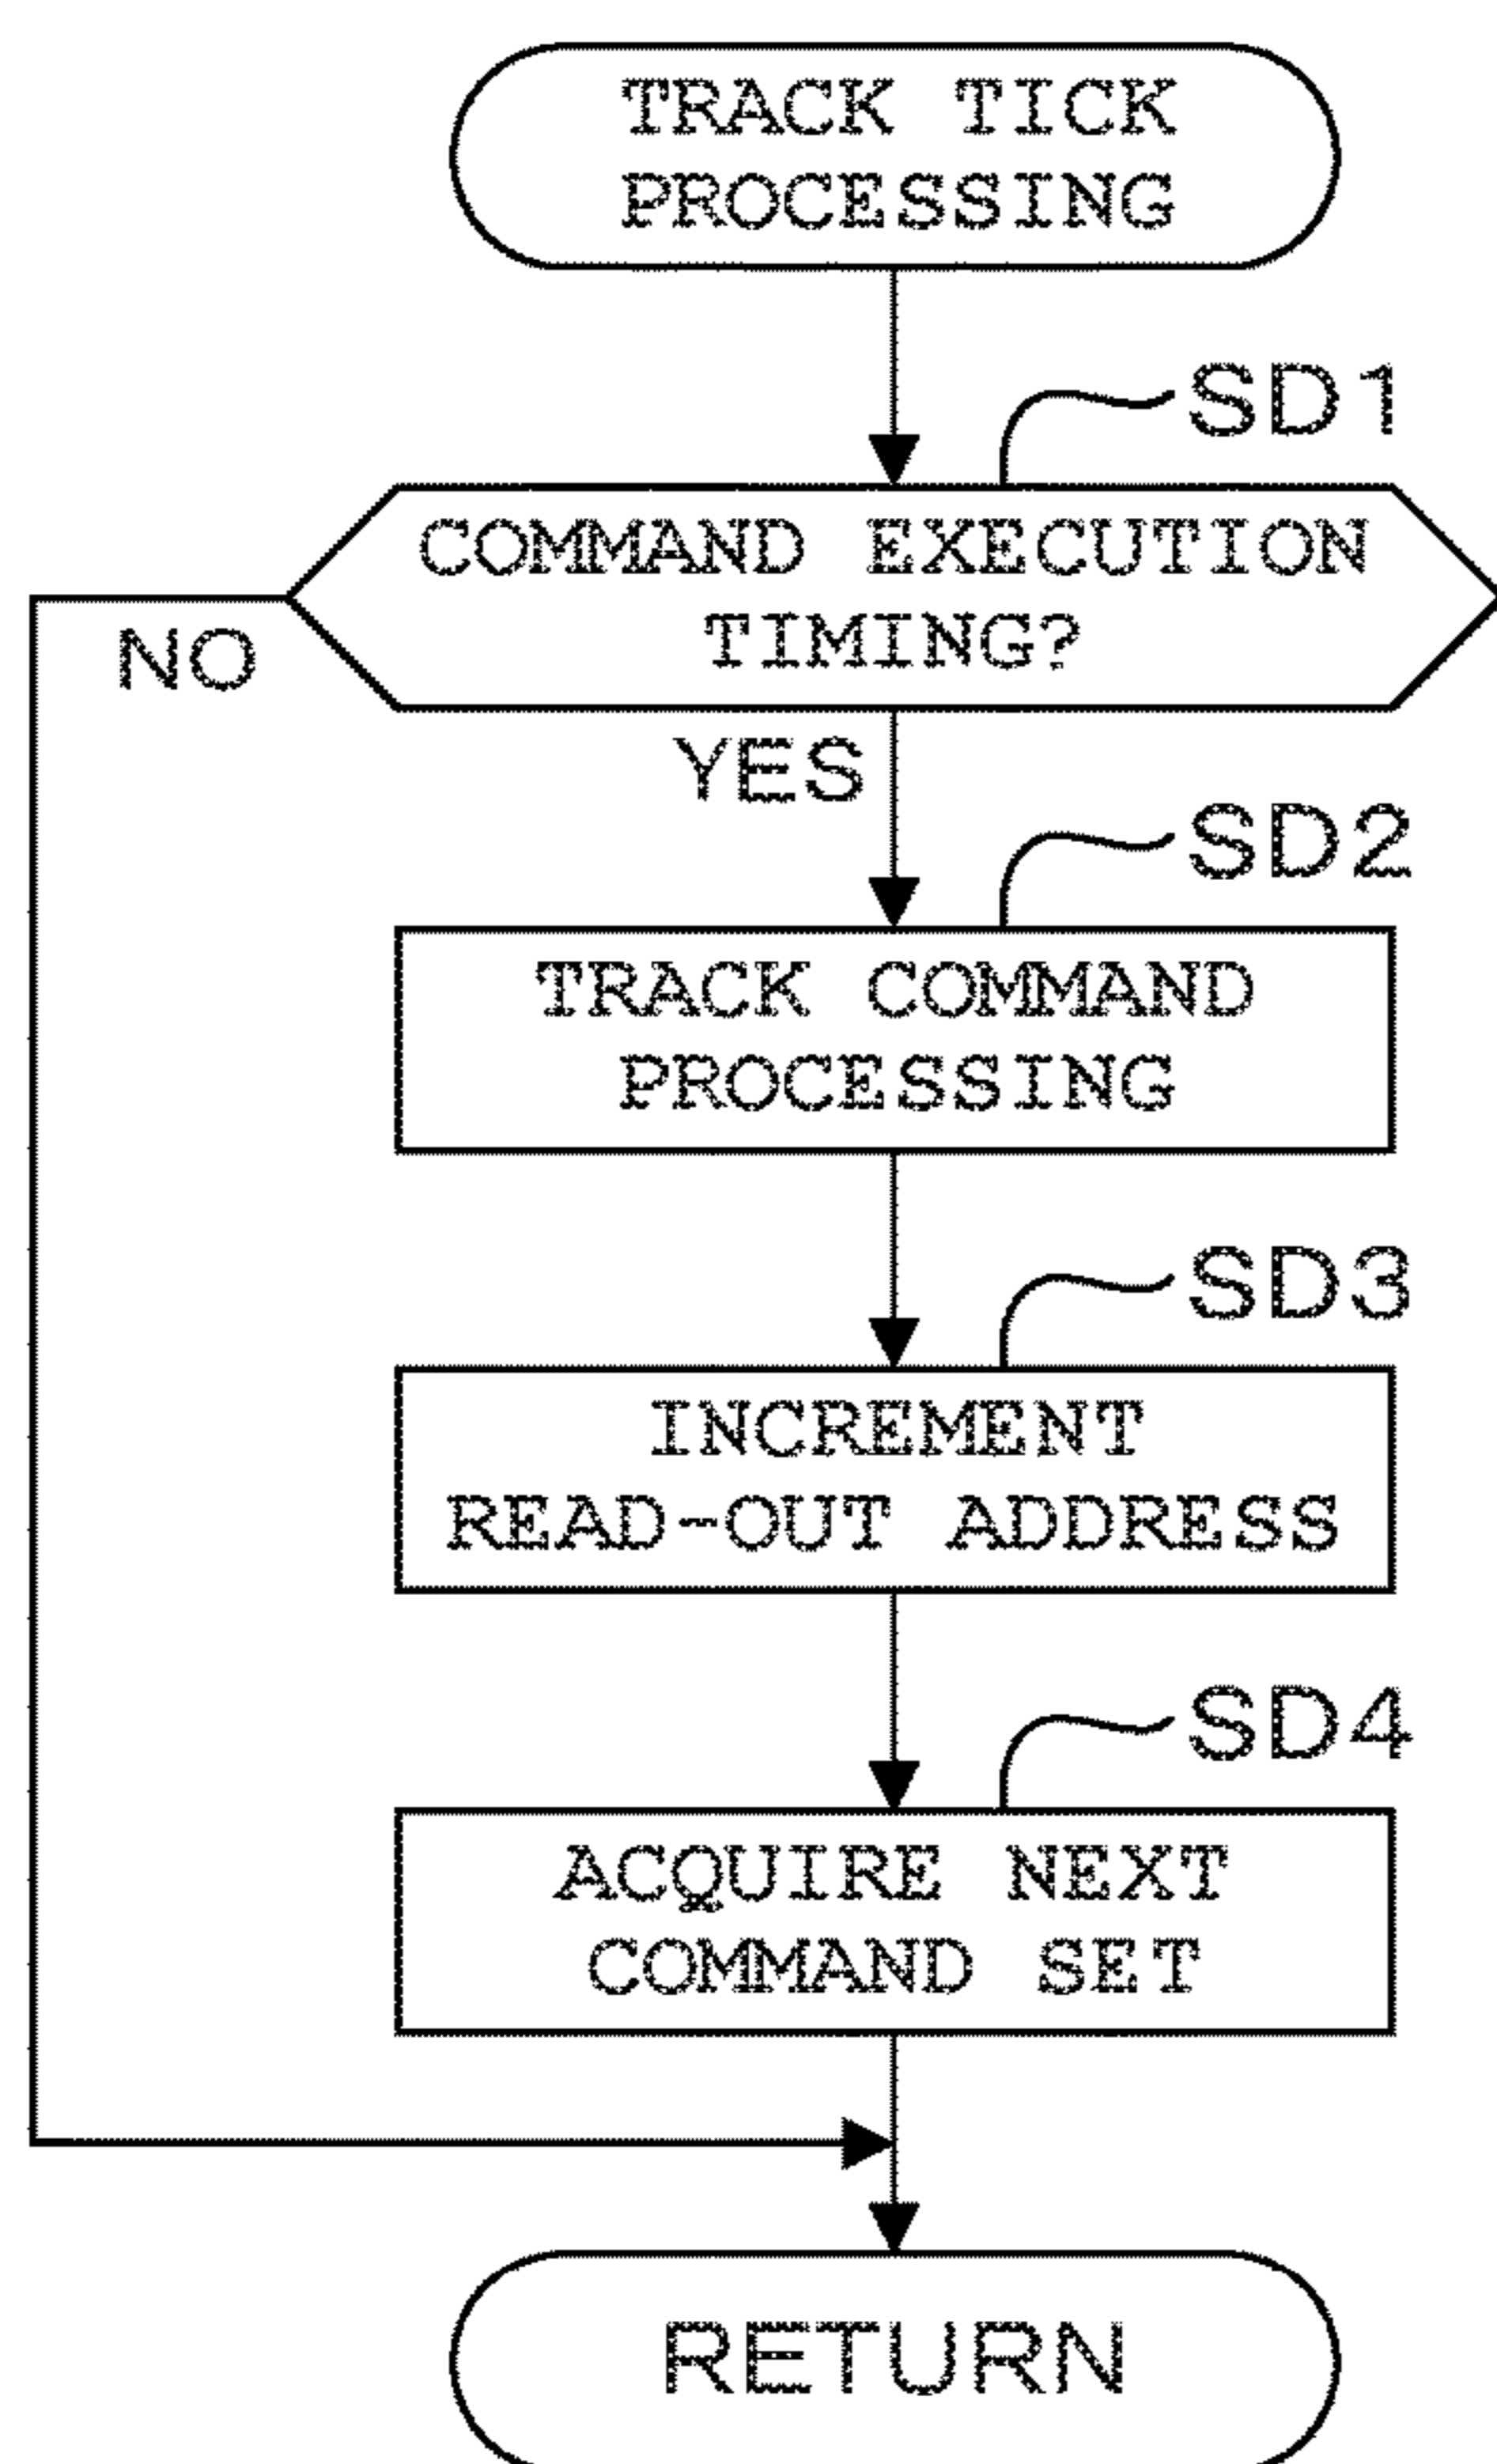 TRACK TICK
PROCESSING
SD1
COMMAND EXECUTION
TIMING?
NO
YES
SD2
TRACK COMMAND
PROCESSING
SD3
INCREMENT
READ-OUT ADDRESS
SD4
ACQUIRE NEXT
COMMAND SET
RETURN